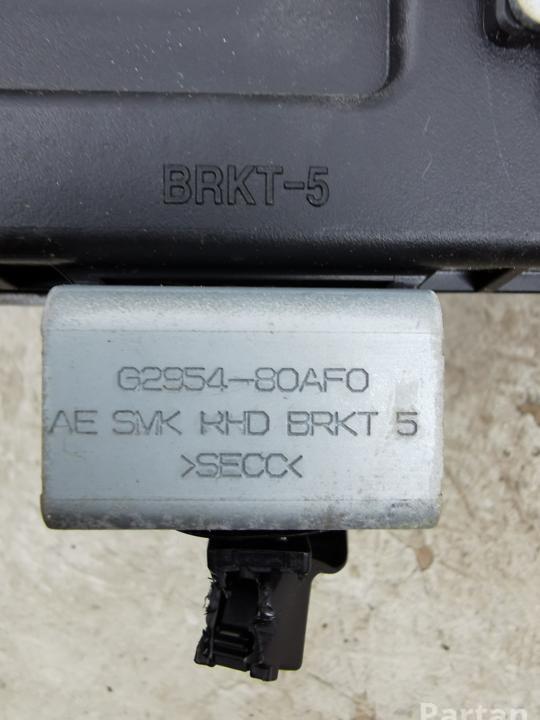 BRKT-5
G2954-80AF0
AE SMK RHD BRKT 5
>SECC<
Partan